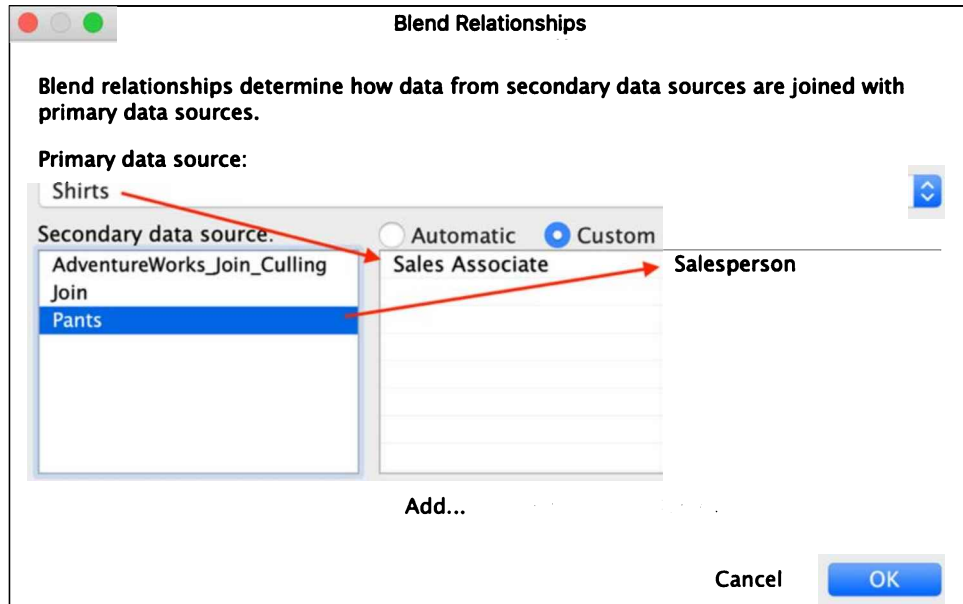 Blend Relationships
Blend relationships determine how data from secondary data sources are joined with
primary data sources.
Primary data source:
Shirts
Secondary data source:
Automatic
Custom
AdventureWorks_Join_Culling
Sales Associate
Salesperson
Join
Pants
Add...
Cancel
OK